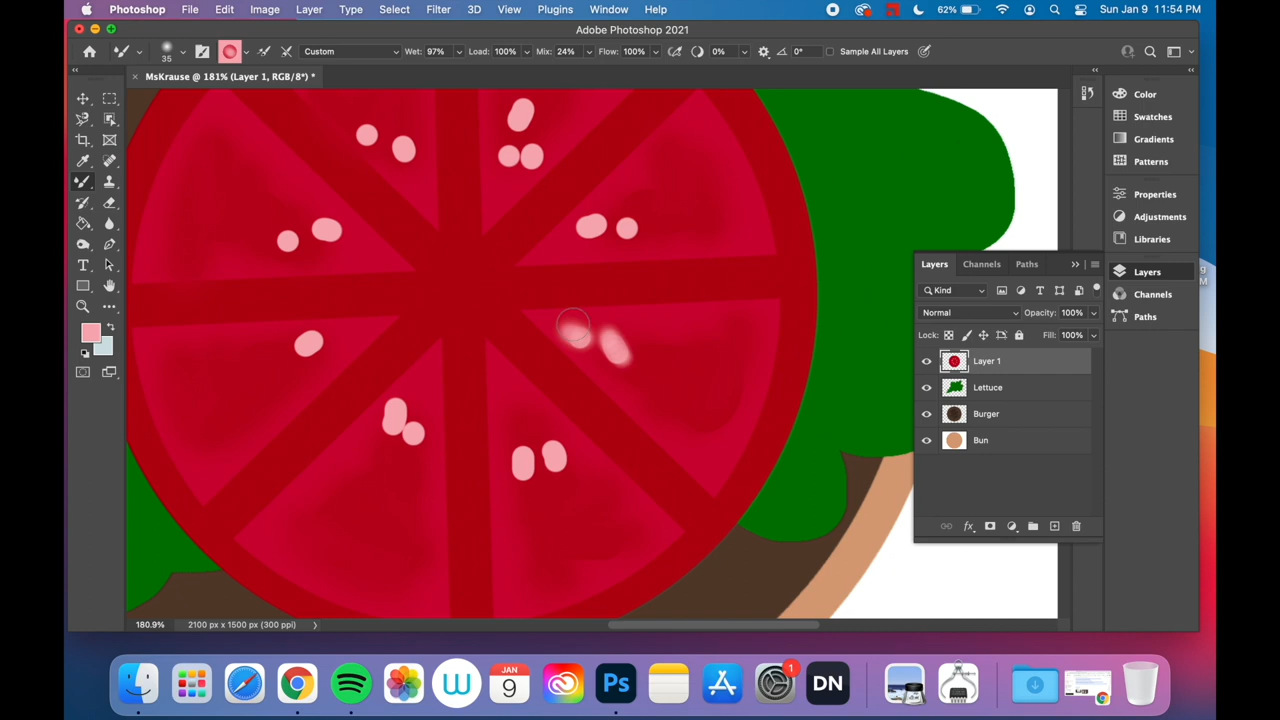 Photoshop File Edit Image Layer Type Select Filter 3D View Plugins Window Help 62% Sun Jan 9 11:54 PM
Adobe Photoshop 2021
35 Custom Wet: 97% Load: 100% Mix: 24% Flow: 100% 0% 0° Sample All Layers
MsKrause @ 181% (Layer 1, RGB/8*) *
Color
Swatches
Gradients
Patterns
Properties
Adjustments
Libraries
Layers
Channels
Paths
Layers Channels Paths
Kind
Normal Opacity: 100%
Lock: Fill: 100%
Layer 1
Lettuce
Burger
Bun
fx
180.9% 2100 px x 1500 px (300 ppi)
JAN
9
W
Ps
1
DN